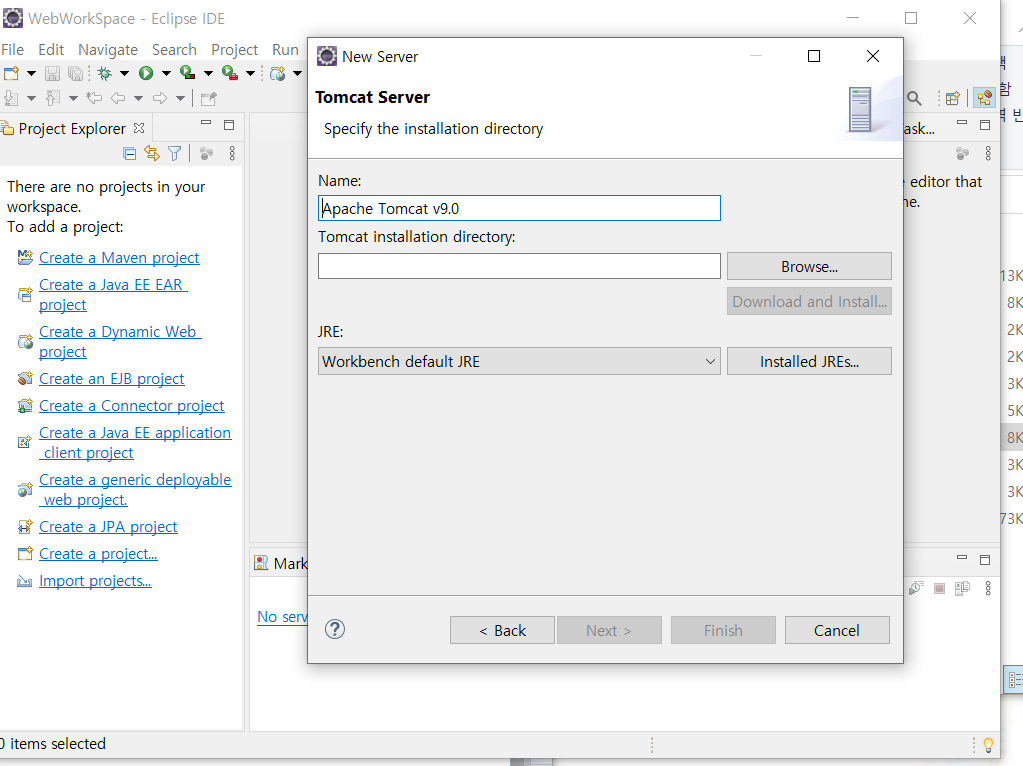 WebWorkSpace - Eclipse IDE
File Edit Navigate Search Project Run
New Server
Tomcat Server
Specify the installation directory
Project Explorer
ask...
함
There are no projects in your
workspace.
To add a project:
Create a Maven project
Create a Java EE EAR
project
Create a Dynamic Web
project
Create an EJB project
Create a Connector project
Create a Java EE application
client project
Create a generic deployable
web project.
Create a JPA project
Create a project...
Import projects...
Name:
Apache Tomcat v9.0
Tomcat installation directory:
Browse...
Download and Install...
JRE:
Workbench default JRE
Installed JREs...
editor that
ne.
13K
8K
2K
2K
3K
5K
8K
3K
3K
73K
Mark
No serv
?
< Back
Next >
Finish
Cancel
0 items selected